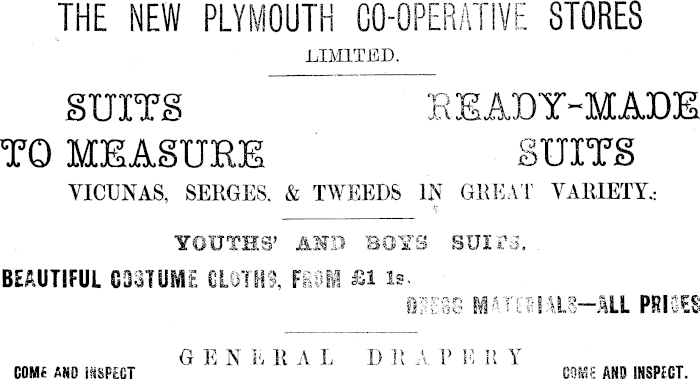 THE NEW PLYMOUTH CO-OPERATIVE STORES
LIMITED.
SUITS READY-MADE
TO MEASURE SUITS
VICUNAS, SERGES, & TWEEDS IN GREAT VARIETY.:
YOUTHS' AND BOYS SUITS.
BEAUTIFUL COSTUME CLOTHS, FROM £1 1s.
DRESS MATERIALS—ALL PRICES
GENERAL DRAPERY
COME AND INSPECT COME AND INSPECT.